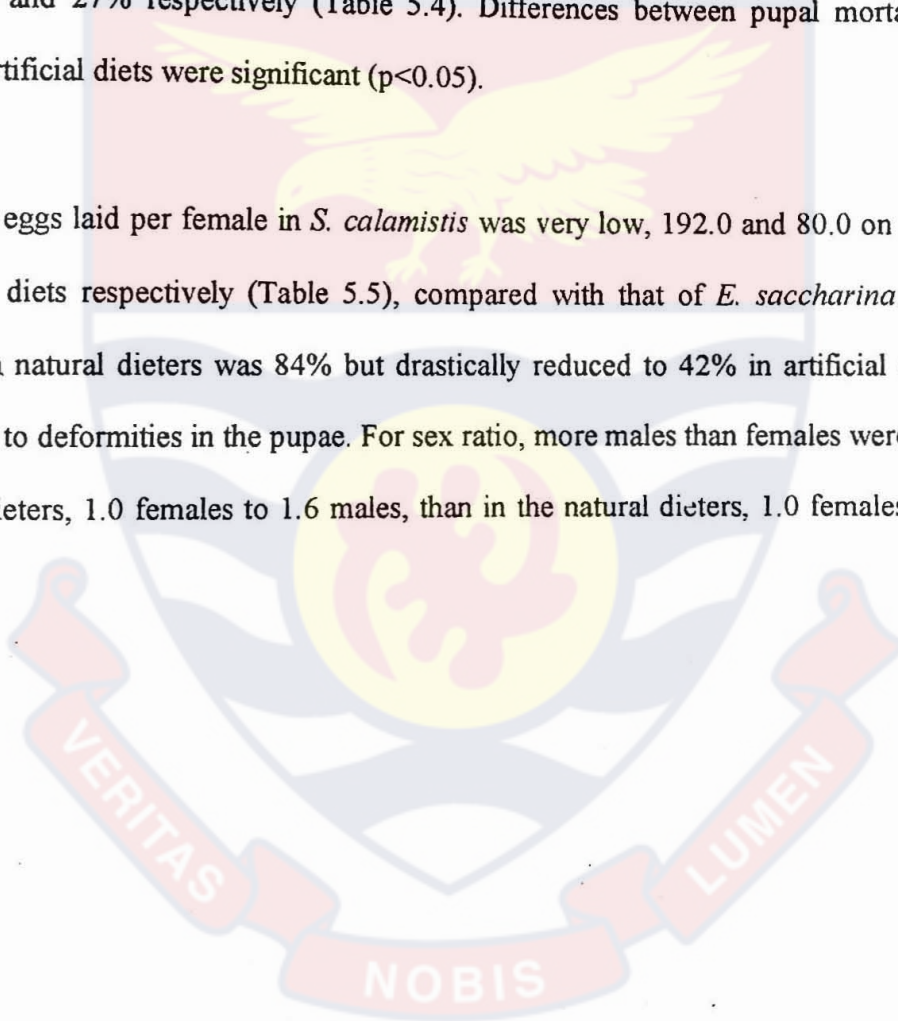 and 27% respectively (Table 5.4). Differences between pupal morta
rtificial diets were significant (p<0.05).
eggs laid per female in S. calamistis was very low, 192.0 and 80.0 on
diets respectively (Table 5.5), compared with that of E. saccharina
natural dieters was 84% but drastically reduced to 42% in artificial
to deformities in the pupae. For sex ratio, more males than females wer
ieters, 1.0 females to 1.6 males, than in the natural dieters, 1.0 females
VERITAS
NOBIS
LUMEN